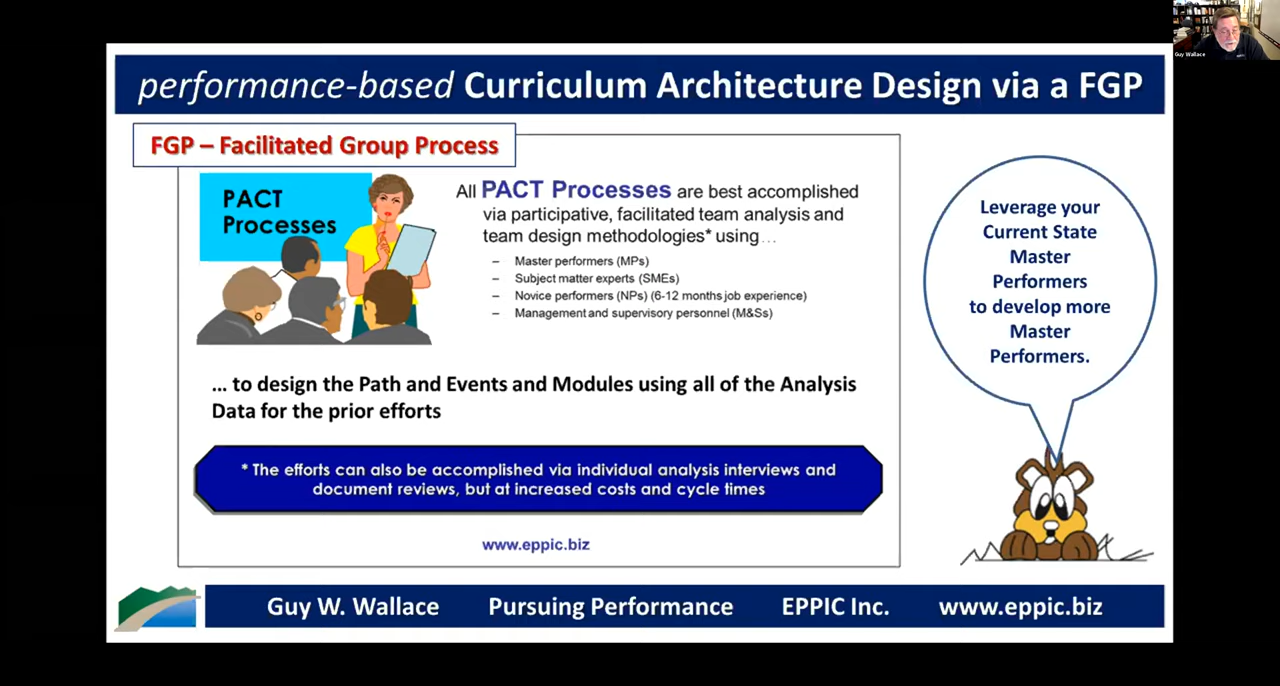 Guy Wallace
performance-based Curriculum Architecture Design via a FGP
FGP – Facilitated Group Process
PACT
Processes
All PACT Processes are best accomplished
via participative, facilitated team analysis and
team design methodologies* using…
– Master performers (MPs)
– Subject matter experts (SMEs)
– Novice performers (NPs) (6-12 months job experience)
– Management and supervisory personnel (M&Ss)
… to design the Path and Events and Modules using all of the Analysis
Data for the prior efforts
* The efforts can also be accomplished via individual analysis interviews and
document reviews, but at increased costs and cycle times
www.eppic.biz
Leverage your
Current State
Master
Performers
to develop more
Master
Performers.
Guy W. Wallace Pursuing Performance EPPIC Inc. www.eppic.biz